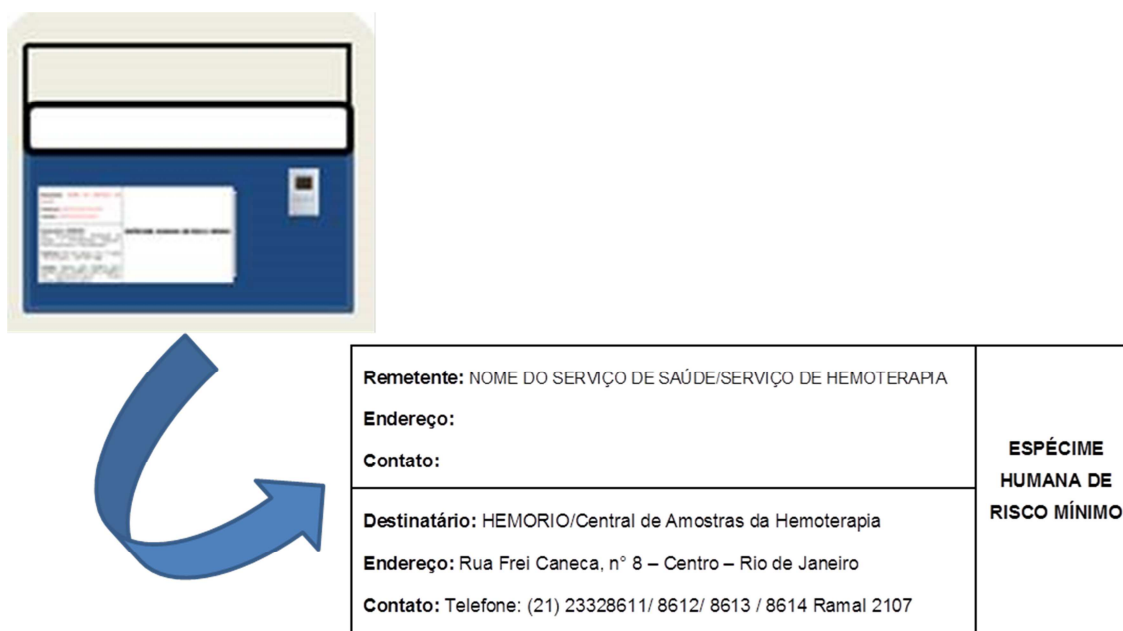 Remetente: NOME DO SERVIÇO DE SAÚDE/SERVIÇO DE HEMOTERAPIA
Endereço:
Contato:
ESPÉCIME
HUMANA DE
RISCO MÍNIMO
Destinatário: HEMORIO/Central de Amostras da Hemoterapia
Endereço: Rua Frei Caneca, n° 8 – Centro – Rio de Janeiro
Contato: Telefone: (21) 23328611/ 8612/ 8613 / 8614 Ramal 2107